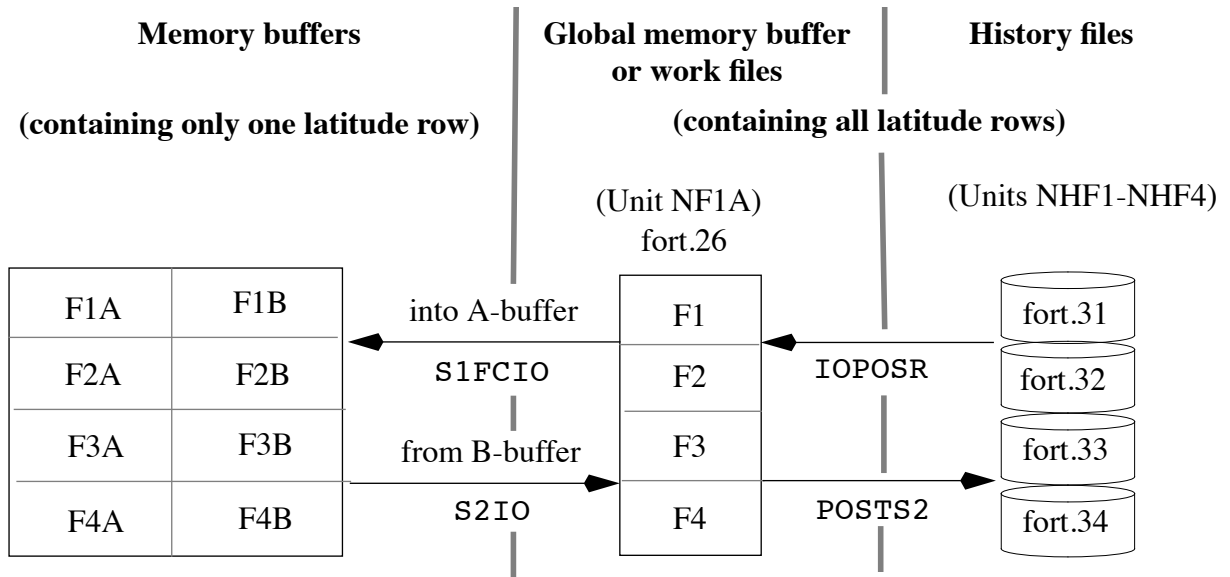 Memory buffers
Global memory buffer
or work files
History files
(containing only one latitude row)
(containing all latitude rows)
(Unit NF1A)
fort.26
(Units NHF1-NHF4)
F1A
F1B
into A-buffer
F1
fort.31
S1FCIO
IOPOSR
F2A
F2B
F2
fort.32
F3A
F3B
from B-buffer
F3
fort.33
S2IO
POSTS2
F4A
F4B
F4
fort.34